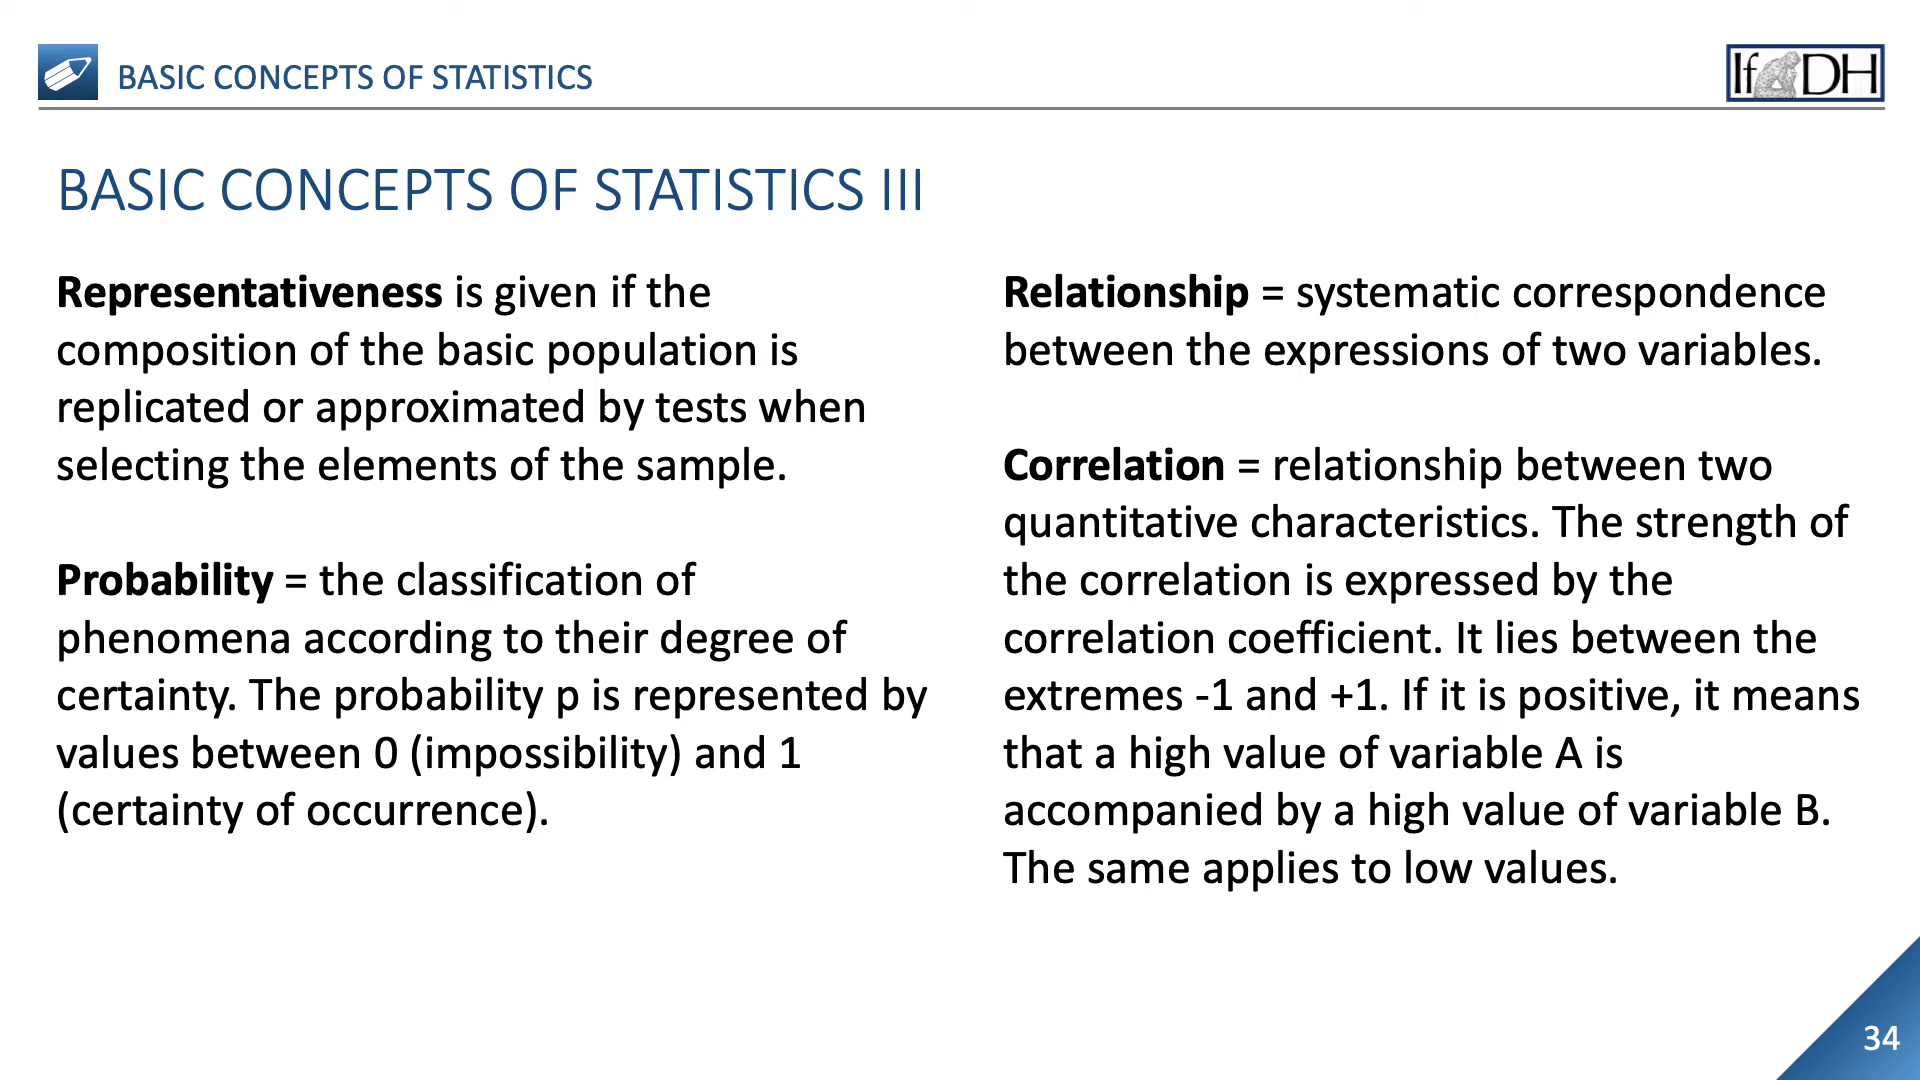 BASIC CONCEPTS OF STATISTICS
IfDH
BASIC CONCEPTS OF STATISTICS III
Representativeness is given if the
composition of the basic population is
replicated or approximated by tests when
selecting the elements of the sample.
Probability = the classification of
phenomena according to their degree of
certainty. The probability p is represented by
values between 0 (impossibility) and 1
(certainty of occurrence).
Relationship = systematic correspondence
between the expressions of two variables.
Correlation = relationship between two
quantitative characteristics. The strength of
the correlation is expressed by the
correlation coefficient. It lies between the
extremes -1 and +1. If it is positive, it means
that a high value of variable A is
accompanied by a high value of variable B.
The same applies to low values.
34